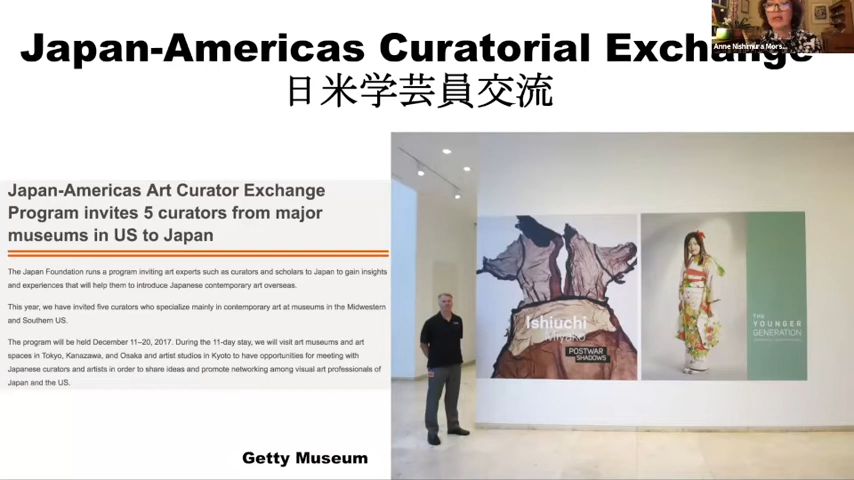 Japan-Americas Curatorial Exchange
日米学芸員交流
Anne Nishimura Mors...
Japan-Americas Art Curator Exchange
Program invites 5 curators from major
museums in US to Japan
The Japan Foundation runs a program inviting art experts such as curators and scholars to Japan to gain insights
and experiences that will help them to introduce Japanese contemporary art overseas.
This year, we have invited five curators who specialize mainly in contemporary art at museums in the Midwestern
and Southern US.
The program will be held December 11–20, 2017. During the 11-day stay, we will visit art museums and art
spaces in Tokyo, Kanazawa, and Osaka and artist studios in Kyoto to have opportunities for meeting with
Japanese curators and artists in order to share ideas and promote networking among visual art professionals of
Japan and the US.
Getty Museum
Ishiuchi
Miyako
POSTWAR
SHADOWS
THE
YOUNGER
GENERATION